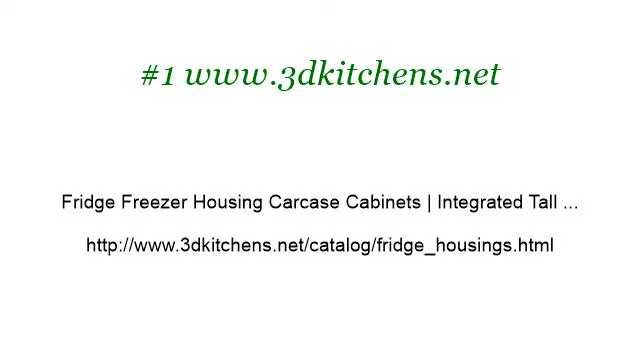 #1 www.3dkitchens.net
Fridge Freezer Housing Carcase Cabinets | Integrated Tall ...
http://www.3dkitchens.net/catalog/fridge_housings.html